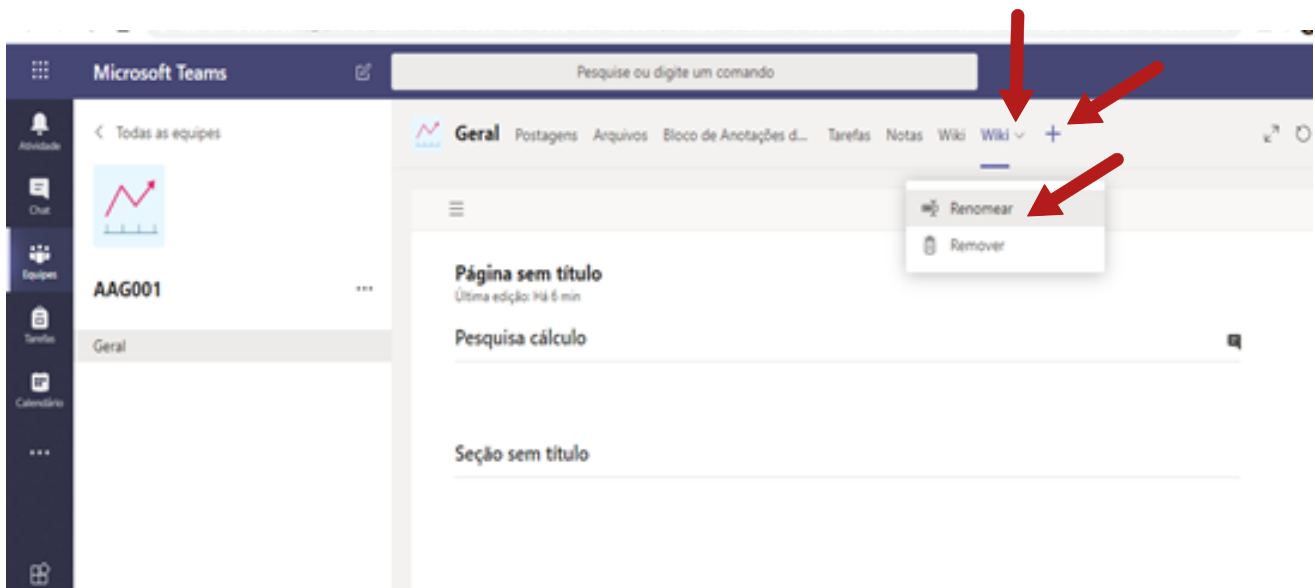 Microsoft Teams
Pesquise ou digite um comando
Atividade
Chat
Equipes
Tarefas
Calendário
Todas as equipes
AAG001
Geral
Geral Postagens Arquivos Bloco de Anotações d... Tarefas Notas Wiki Wiki
Renomear
Remover
Página sem título
Última edição: Há 6 min
Pesquisa cálculo
Seção sem título